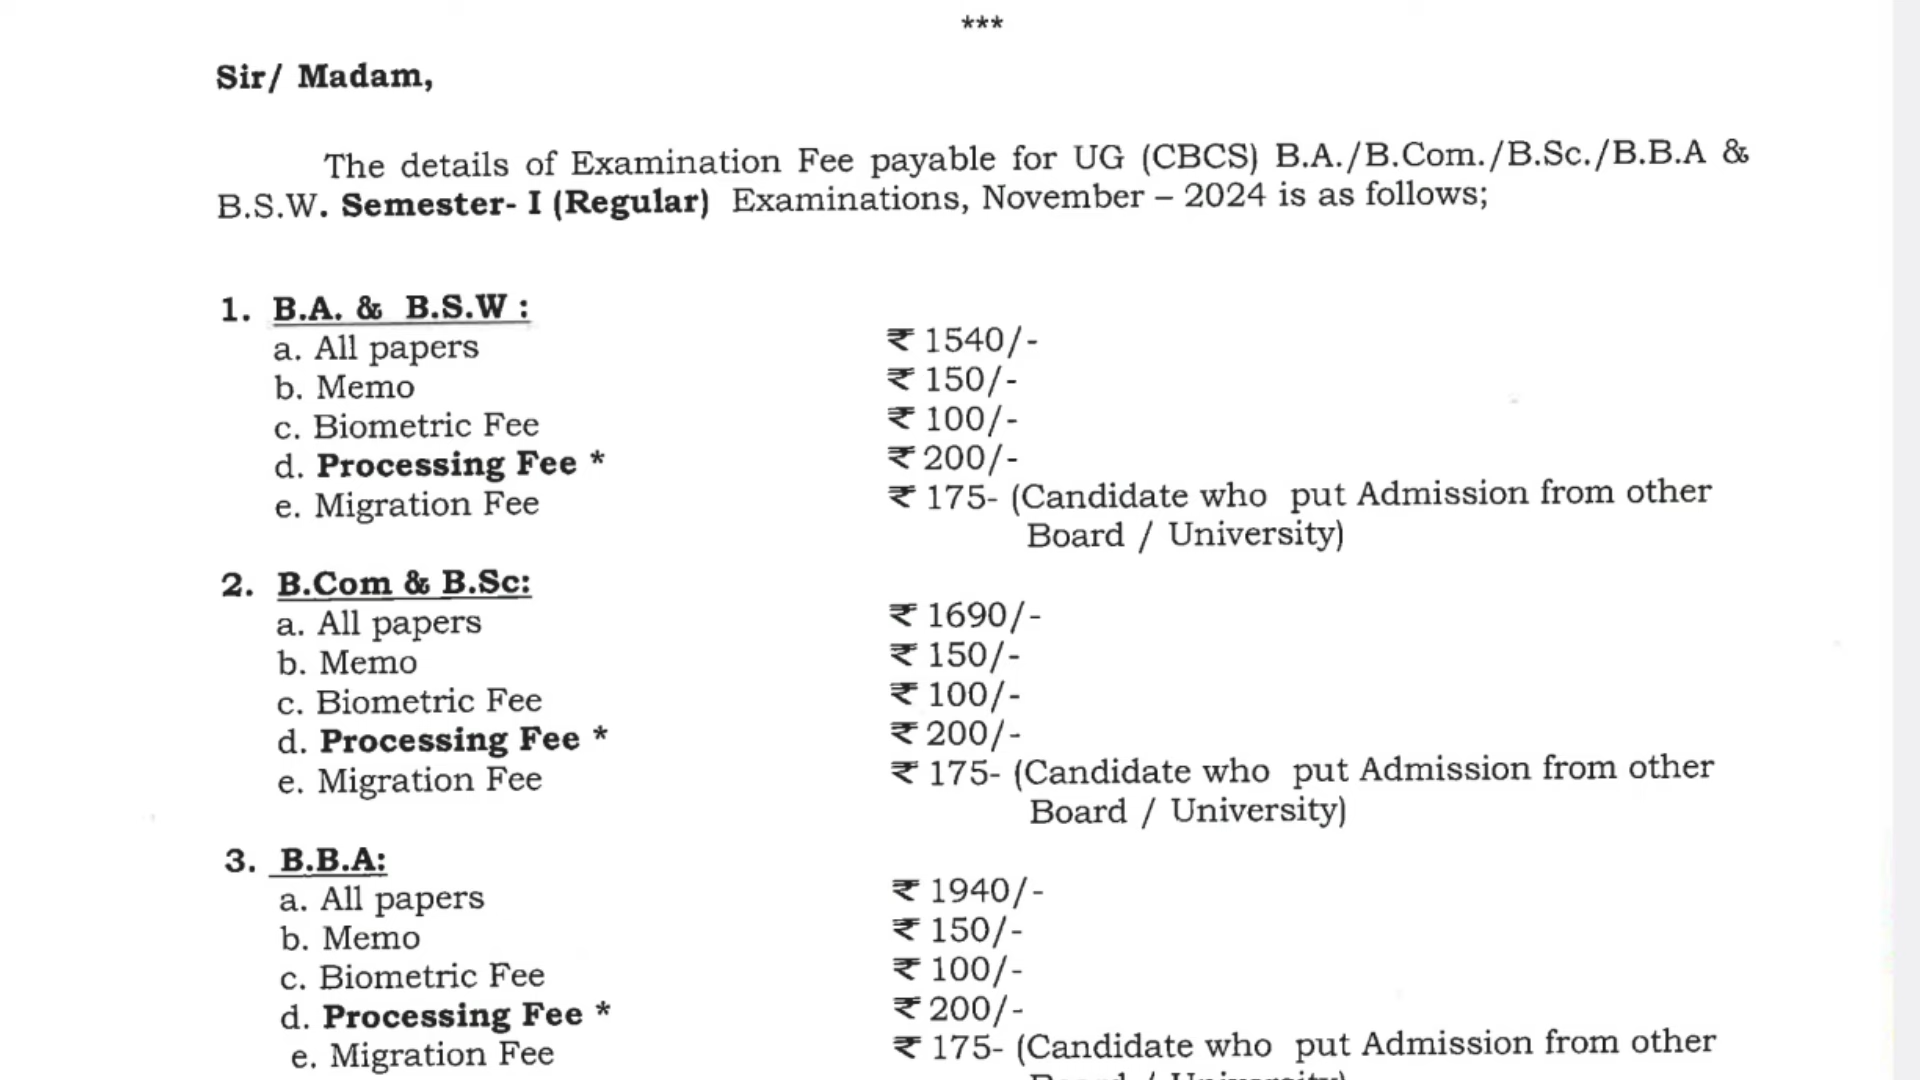 ***
Sir/ Madam,
The details of Examination Fee payable for UG (CBCS) B.A./B.Com./B.Sc./B.B.A &
B.S.W. Semester- I (Regular) Examinations, November – 2024 is as follows;
1. B.A. & B.S.W :
a. All papers ₹ 1540/-
b. Memo ₹ 150/-
c. Biometric Fee ₹ 100/-
d. Processing Fee * ₹ 200/-
e. Migration Fee ₹ 175- (Candidate who put Admission from other
Board / University)
2. B.Com & B.Sc:
a. All papers ₹ 1690/-
b. Memo ₹ 150/-
c. Biometric Fee ₹ 100/-
d. Processing Fee * ₹ 200/-
e. Migration Fee ₹ 175- (Candidate who put Admission from other
Board / University)
3. B.B.A:
a. All papers ₹ 1940/-
b. Memo ₹ 150/-
c. Biometric Fee ₹ 100/-
d. Processing Fee * ₹ 200/-
e. Migration Fee ₹ 175- (Candidate who put Admission from other